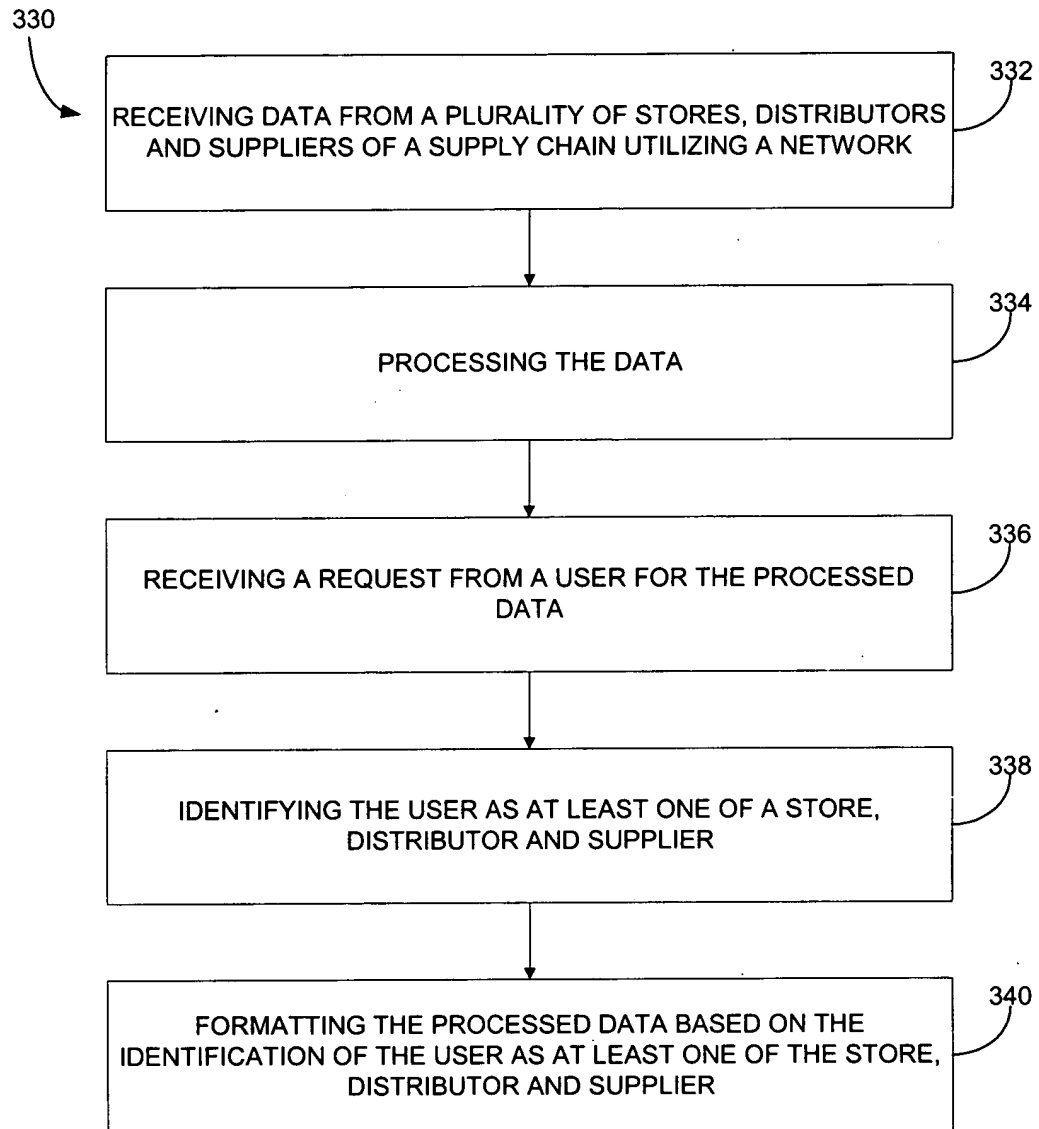 330
332
RECEIVING DATA FROM A PLURALITY OF STORES, DISTRIBUTORS
AND SUPPLIERS OF A SUPPLY CHAIN UTILIZING A NETWORK
334
PROCESSING THE DATA
336
RECEIVING A REQUEST FROM A USER FOR THE PROCESSED
DATA
338
IDENTIFYING THE USER AS AT LEAST ONE OF A STORE,
DISTRIBUTOR AND SUPPLIER
340
FORMATTING THE PROCESSED DATA BASED ON THE
IDENTIFICATION OF THE USER AS AT LEAST ONE OF THE STORE,
DISTRIBUTOR AND SUPPLIER